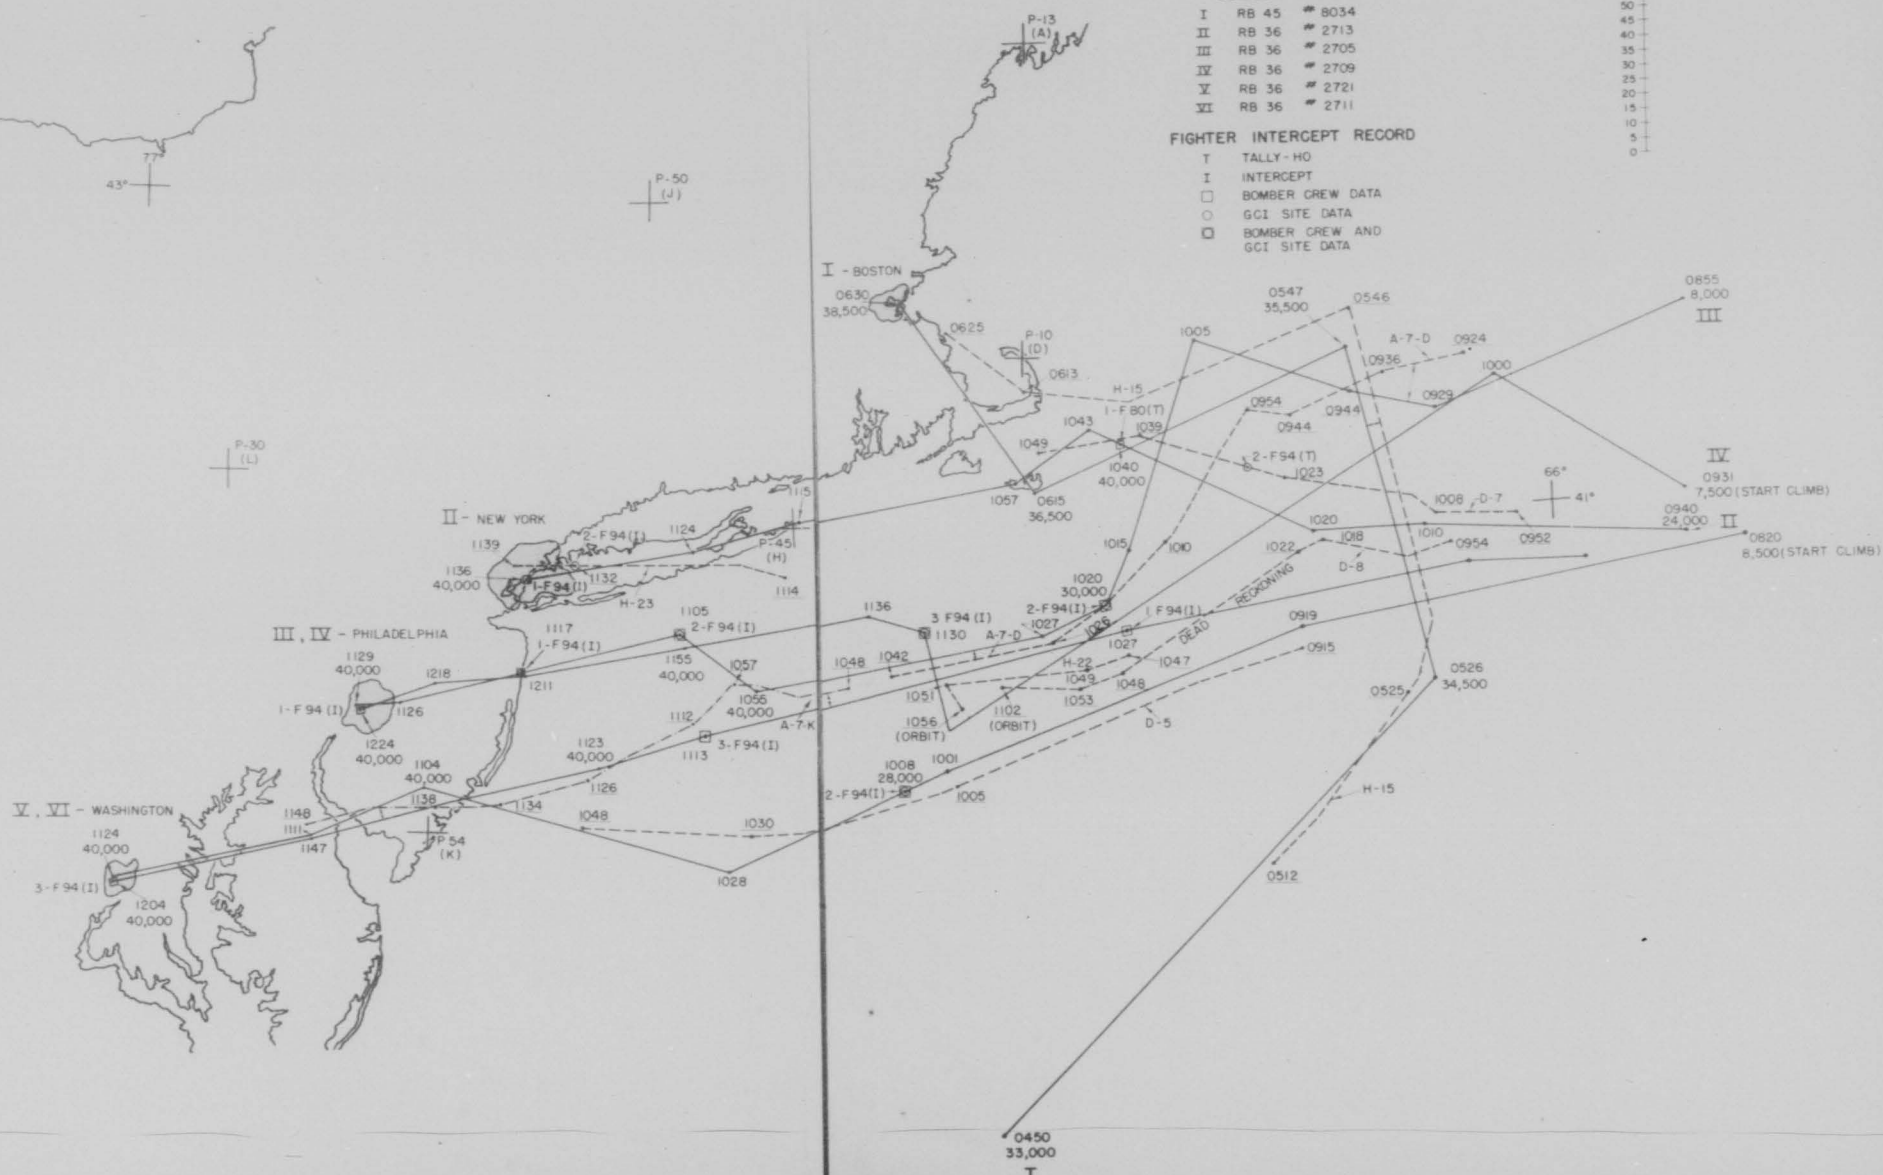 I RB 45 # 8034
II RB 36 # 2713
III RB 36 # 2705
IV RB 36 # 2709
V RB 36 # 2721
VI RB 36 # 2711
FIGHTER INTERCEPT RECORD
T TALLY-HO
I INTERCEPT
BOMBER CREW DATA
GCI SITE DATA
BOMBER CREW AND
GCI SITE DATA
50
45
40
35
30
25
20
15
10
5
0
P-13
(A)
77°
43°
P-50
(J)
I - BOSTON
0630
38,500
0625
P-10
(D)
0613
H-15
0547
35,500
0546
0855
8,000
III
1005
A-7-D
0924
0936
1000
0929
0944
0954
0944
1-F80(T)
1043
1039
1049
1040
40,000
2-F94(T)
1023
P-30
(L)
IV
0931
7,500 (START CLIMB)
66°
41°
1008
D-7
0952
0940
24,000
II
0820
8,500 (START CLIMB)
1057
0615
36,500
1115
1020
1010
0954
1018
1022
D-8
II - NEW YORK
2-F94(I)
1124
P-45
(H)
1139
1136
40,000
1-F94(I)
1132
H-23
1114
1015
1010
1020
30,000
2-F94(I)
1026
1027
1 F94(I)
1027
DEAD
RECKONING
0919
0915
III, IV - PHILADELPHIA
1117
1-F94(I)
1105
2-F94(I)
1136
3 F94(I)
1130
A-7-D
1129
40,000
1218
1211
1155
40,000
1057
1055
40,000
1048
1042
H-22
1047
1049
1048
1053
1051
1056
(ORBIT)
1102
(ORBIT)
1-F94(I)
1126
1224
40,000
A-7-K
1112
3-F94(I)
1113
D-5
0525
0526
34,500
1123
40,000
1126
1104
40,000
1138
1134
1008
28,000
1001
2-F94(I)
1005
H-15
V, VI - WASHINGTON
1148
1111
1147
1124
40,000
3-F94(I)
1204
40,000
P-54
(K)
1048
1030
1028
0512
0450
33,000
I